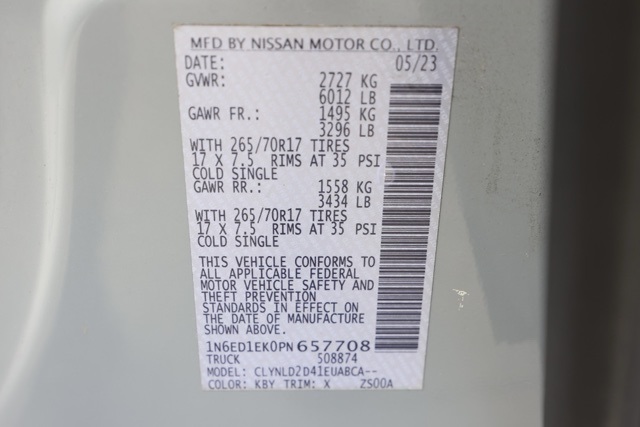 MFD BY NISSAN MOTOR CO., LTD.
DATE: 05/23
GVWR: 2727 KG
6012 LB
GAWR FR.: 1495 KG
3296 LB
WITH 265/70R17 TIRES
17 X 7.5 RIMS AT 35 PSI
COLD SINGLE
GAWR RR.: 1558 KG
3434 LB
WITH 265/70R17 TIRES
17 X 7.5 RIMS AT 35 PSI
COLD SINGLE
THIS VEHICLE CONFORMS TO
ALL APPLICABLE FEDERAL
MOTOR VEHICLE SAFETY AND
THEFT PREVENTION
STANDARDS IN EFFECT ON
THE DATE OF MANUFACTURE
SHOWN ABOVE.
1N6ED1EK0PN657708
TRUCK S08874
MODEL: CLYNLD2D41EUABCA--
COLOR: KBY TRIM: X ZS00A